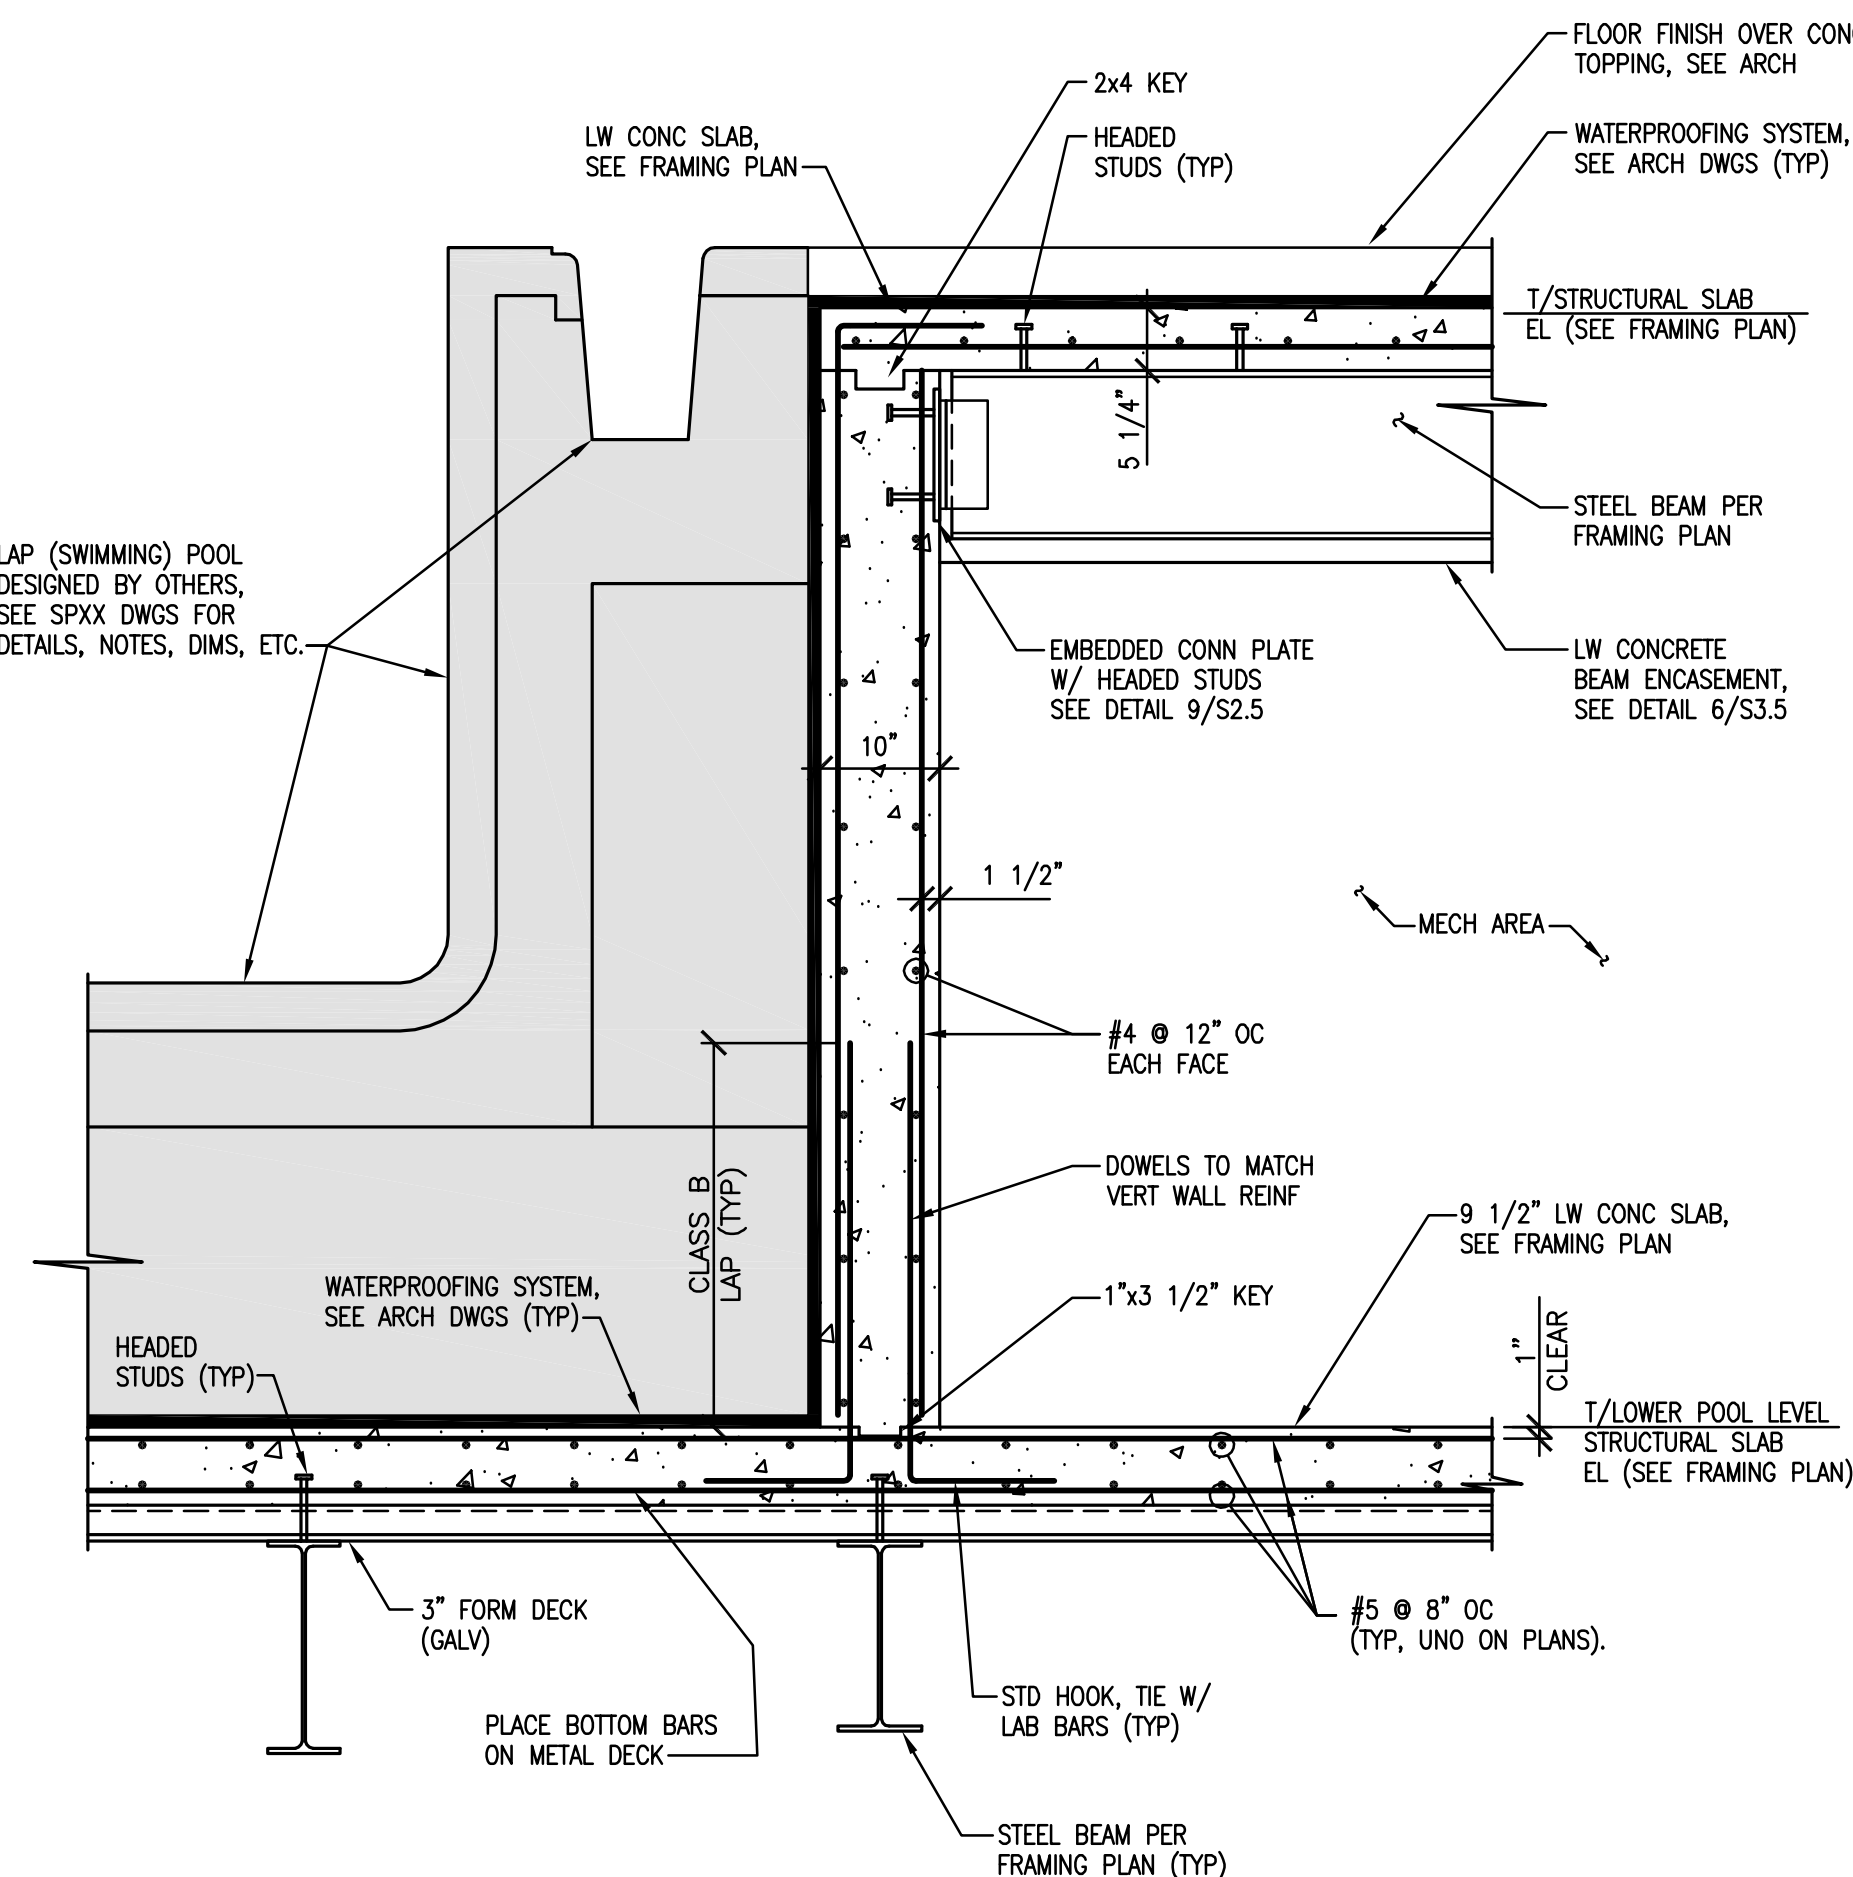 FLOOR FINISH OVER CON
TOPPING, SEE ARCH
2x4 KEY
LW CONC SLAB,
SEE FRAMING PLAN
HEADED
STUDS (TYP)
WATERPROOFING SYSTEM,
SEE ARCH DWGS (TYP)
T/STRUCTURAL SLAB
EL (SEE FRAMING PLAN)
5 1/4"
STEEL BEAM PER
FRAMING PLAN
LAP (SWIMMING) POOL
DESIGNED BY OTHERS,
SEE SPXX DWGS FOR
DETAILS, NOTES, DIMS, ETC.
EMBEDDED CONN PLATE
W/ HEADED STUDS
SEE DETAIL 9/S2.5
LW CONCRETE
BEAM ENCASEMENT,
SEE DETAIL 6/S3.5
10"
1 1/2"
MECH AREA
#4 @ 12" OC
EACH FACE
CLASS B
LAP (TYP)
DOWELS TO MATCH
VERT WALL REINF
9 1/2" LW CONC SLAB,
SEE FRAMING PLAN
WATERPROOFING SYSTEM,
SEE ARCH DWGS (TYP)
1"x3 1/2" KEY
HEADED
STUDS (TYP)
1"
CLEAR
T/LOWER POOL LEVEL
STRUCTURAL SLAB
EL (SEE FRAMING PLAN)
3" FORM DECK
(GALV)
#5 @ 8" OC
(TYP, UNO ON PLANS).
PLACE BOTTOM BARS
ON METAL DECK
STD HOOK, TIE W/
LAB BARS (TYP)
STEEL BEAM PER
FRAMING PLAN (TYP)